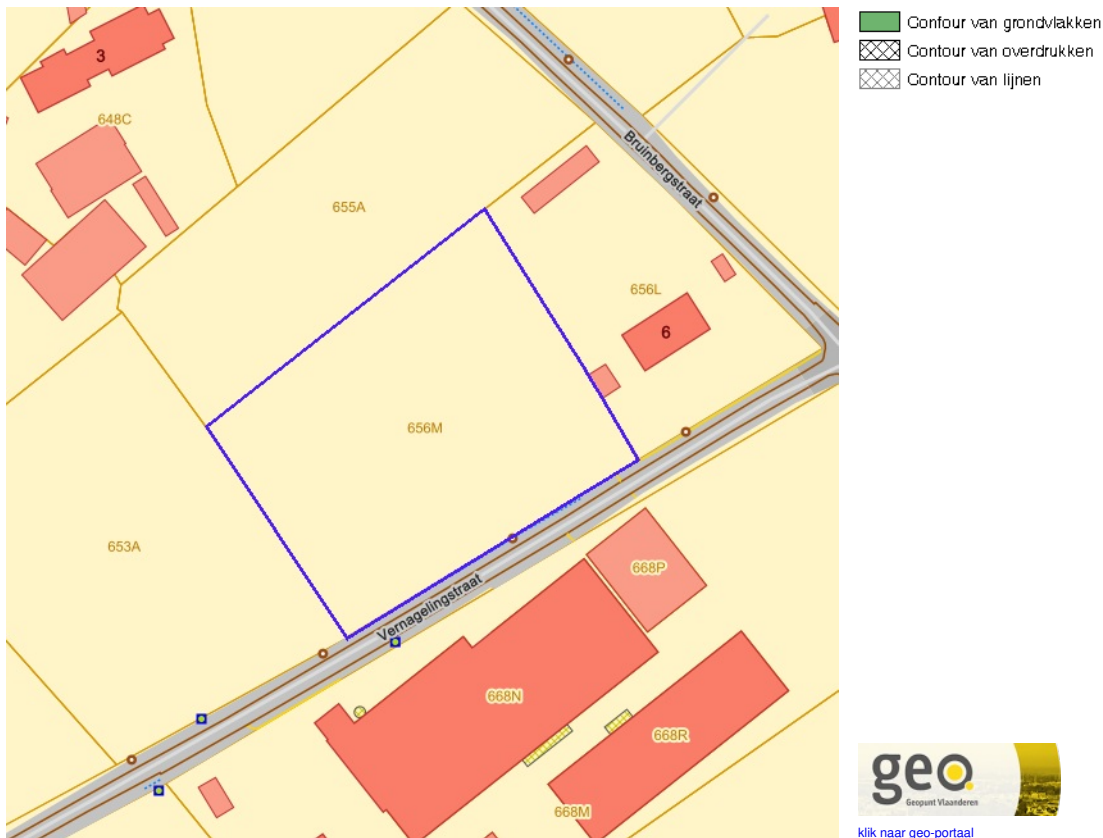 Contour van grondvlakken
Contour van overdrukken
Contour van lijnen
3
648C
Bruinbergstraat
655A
656L
6
656M
653A
668P
Vernagelingstraat
668N
668R
668M
geo.
Geopunt Vlaanderen
klik naar geo-portaal